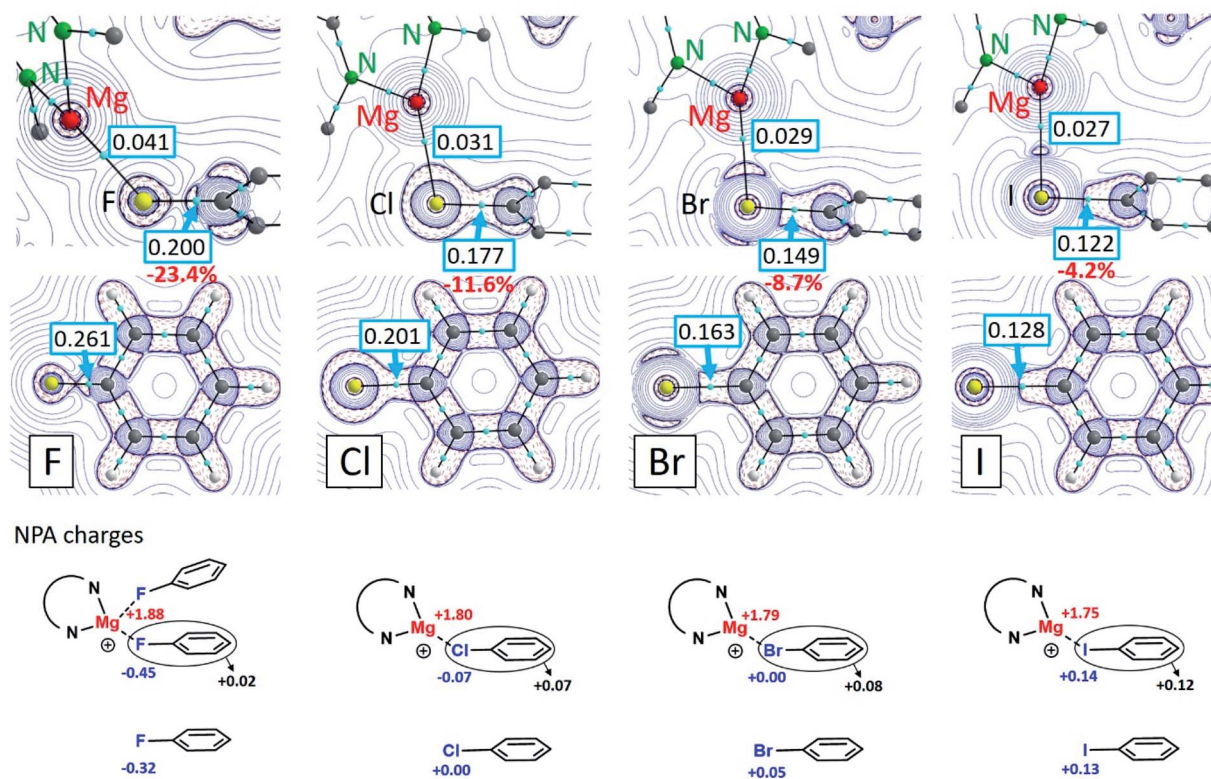 N
N
Mg
0.041
F
0.200
-23.4%
N
N
Mg
0.031
Cl
0.177
-11.6%
N
N
Mg
0.029
Br
0.149
-8.7%
N
N
Mg
0.027
I
0.122
-4.2%
0.261
F
0.201
Cl
0.163
Br
0.128
I
NPA charges
N
F
Mg
+1.88
N
F
⊕
-0.45
+0.02
N
Mg
+1.80
N
Cl
⊕
-0.07
+0.07
N
Mg
+1.79
N
Br
⊕
+0.00
+0.08
N
Mg
+1.75
N
I
⊕
+0.14
+0.12
F
-0.32
Cl
+0.00
Br
+0.05
I
+0.13